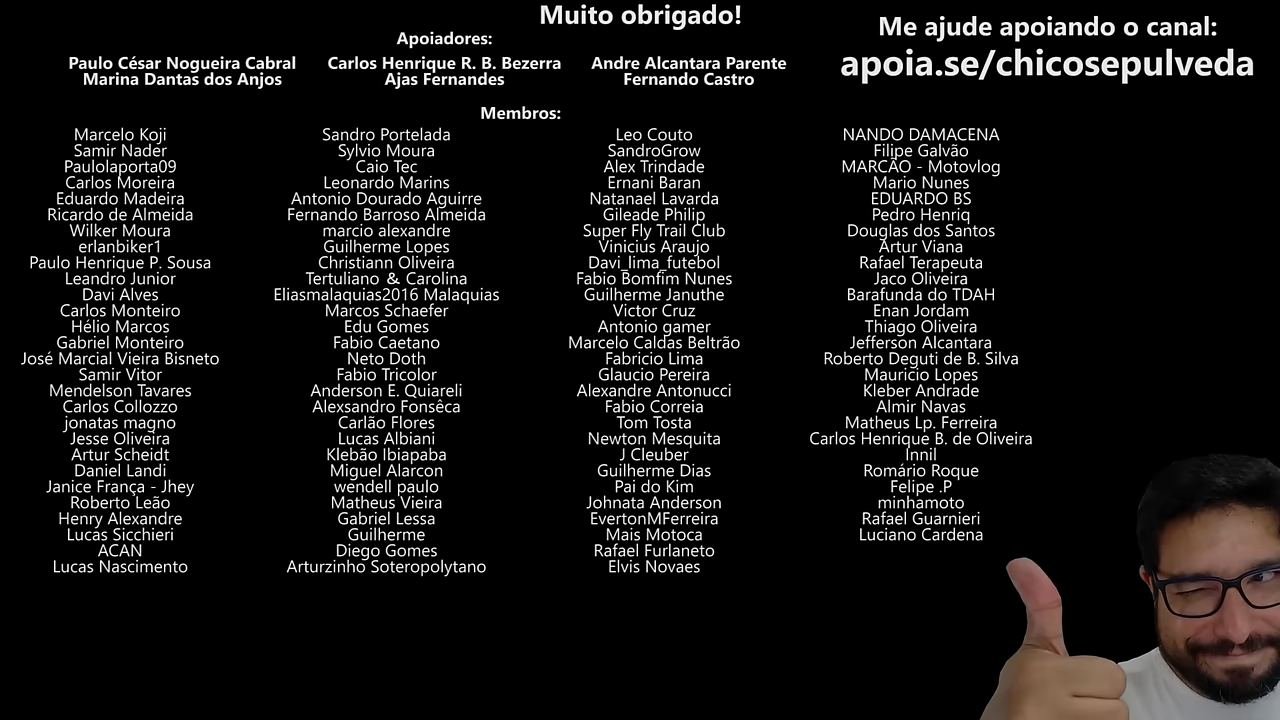 Muito obrigado!
Apoiadores:
Paulo César Nogueira Cabral
Marina Dantas dos Anjos
Carlos Henrique R. B. Bezerra
Ajas Fernandes
Andre Alcantara Parente
Fernando Castro
Me ajude apoiando o canal:
apoia.se/chicosepulveda
Membros:
Marcelo Koji
Samir Nader
Paulolaporta09
Carlos Moreira
Eduardo Madeira
Ricardo de Almeida
Wilker Moura
erlanbiker1
Paulo Henrique P. Sousa
Leandro Junior
Davi Alves
Carlos Monteiro
Hélio Marcos
Gabriel Monteiro
José Marcial Vieira Bisneto
Samir Vitor
Mendelson Tavares
Carlos Collozzo
jonatas magno
Jesse Oliveira
Artur Scheidt
Daniel Landi
Janice França - Jhey
Roberto Leão
Henry Alexandre
Lucas Sicchieri
ACAN
Lucas Nascimento
Sandro Portelada
Sylvio Moura
Caio Tec
Leonardo Marins
Antonio Dourado Aguirre
Fernando Barroso Almeida
marcio alexandre
Guilherme Lopes
Christiann Oliveira
Tertuliano & Carolina
Eliasmalaquias2016 Malaquias
Marcos Schaefer
Edu Gomes
Fabio Caetano
Neto Doth
Fabio Tricolor
Anderson E. Quiareli
Alexsandro Fonsêca
Carlão Flores
Lucas Albiani
Klebão Ibiapaba
Miguel Alarcon
wendell paulo
Matheus Vieira
Gabriel Lessa
Guilherme
Diego Gomes
Arturzinho Soteropolytano
Leo Couto
SandroGrow
Alex Trindade
Ernani Baran
Natanael Lavarda
Gileade Philip
Super Fly Trail Club
Vinicius Araujo
Davi_lima_futebol
Fabio Bomfim Nunes
Guilherme Januthe
Victor Cruz
Antonio gamer
Marcelo Caldas Beltrão
Fabricio Lima
Glaucio Pereira
Alexandre Antonucci
Fabio Correia
Tom Tosta
Newton Mesquita
J Cleuber
Guilherme Dias
Pai do Kim
Johnata Anderson
EvertonMFerreira
Mais Motoca
Rafael Furlaneto
Elvis Novaes
NANDO DAMACENA
Filipe Galvão
MARCÃO - Motovlog
Mario Nunes
EDUARDO BS
Pedro Henriq
Douglas dos Santos
Artur Viana
Rafael Terapeuta
Jaco Oliveira
Barafunda do TDAH
Enan Jordam
Thiago Oliveira
Jefferson Alcantara
Roberto Deguti de B. Silva
Mauricio Lopes
Kleber Andrade
Almir Navas
Matheus Lp. Ferreira
Carlos Henrique B. de Oliveira
Innil
Romário Roque
Felipe .P
minhamoto
Rafael Guarnieri
Luciano Cardena